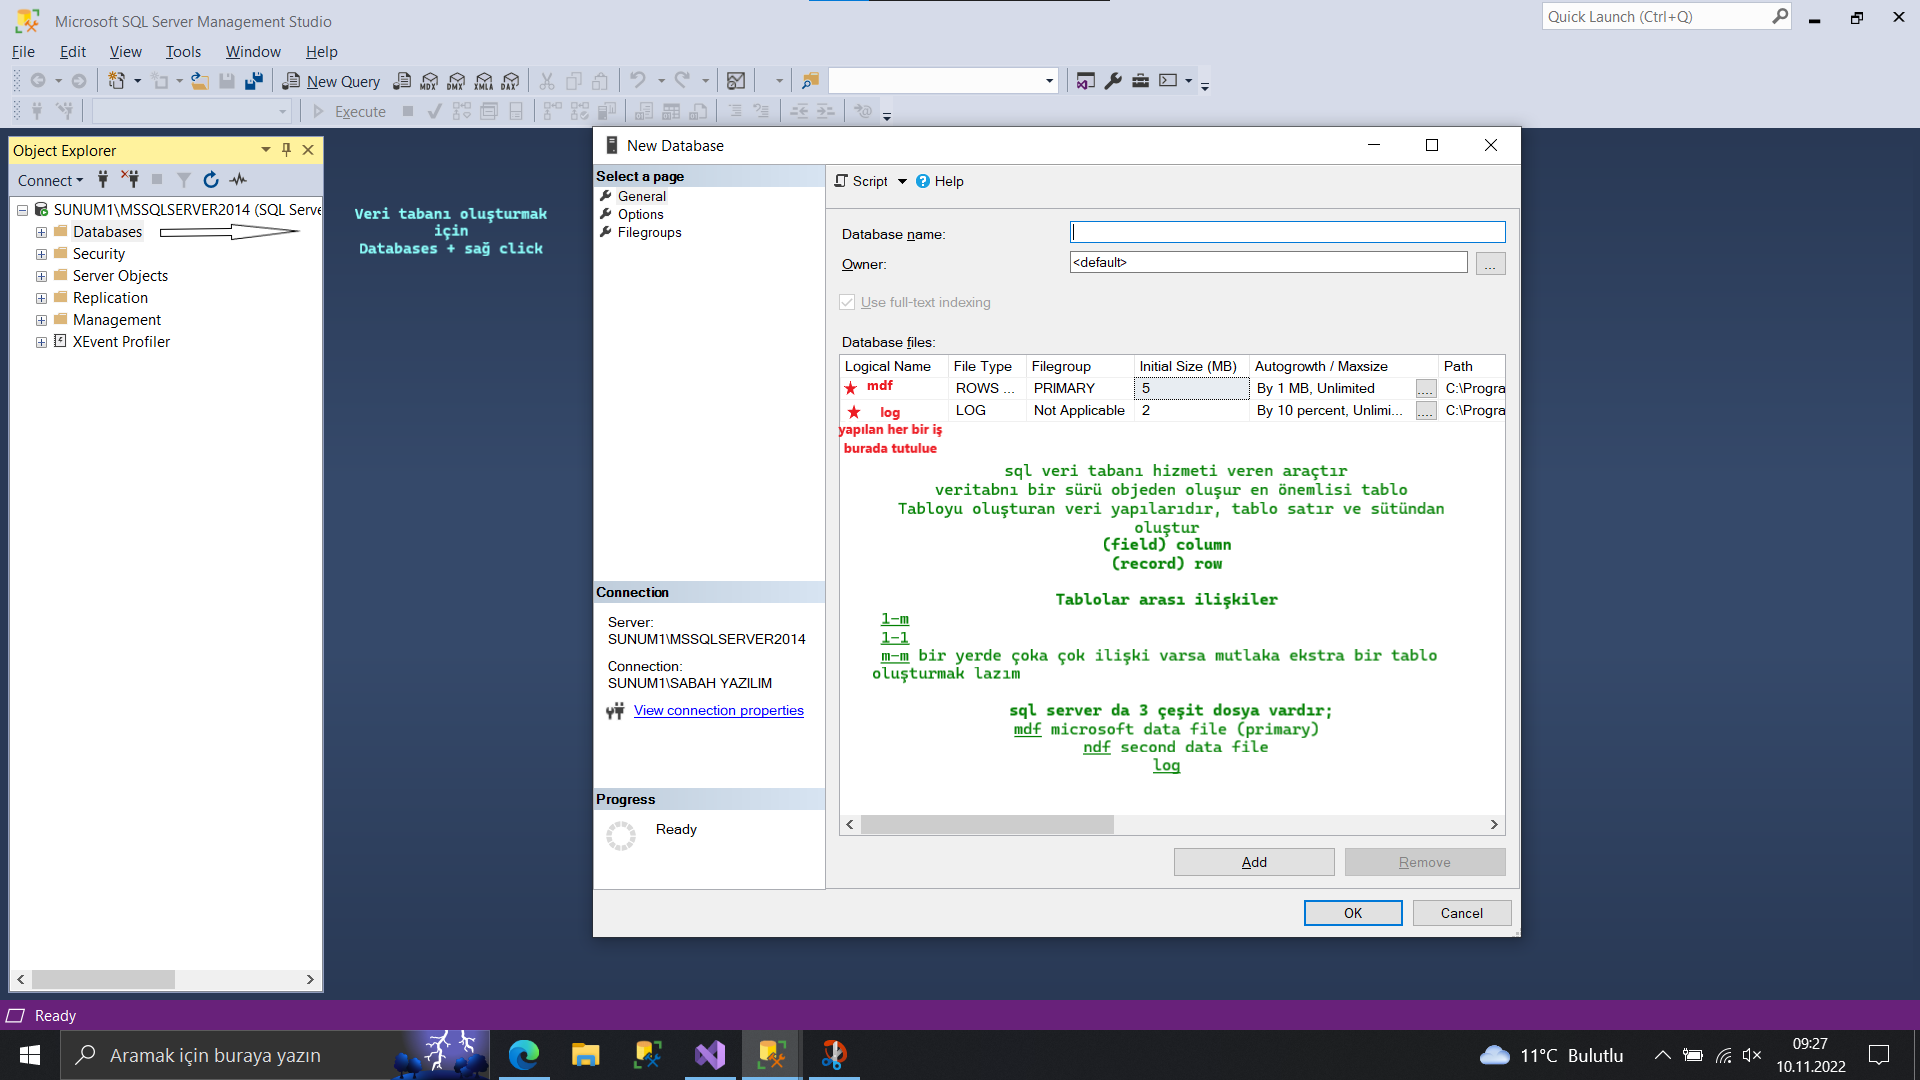 Microsoft SQL Server Management Studio
Quick Launch (Ctrl+Q)
File Edit View Tools Window Help
New Query MDX DMX XMLA DAX
Execute
Object Explorer
Connect
SUNUM1\MSSQLSERVER2014 (SQL Serve
Databases
Security
Server Objects
Replication
Management
XEvent Profiler
Veri tabanı oluşturmak
için
Databases + sağ click
New Database
Select a page
General
Options
Filegroups
Script Help
Database name:
Owner: <default> ...
Use full-text indexing
Database files:
Logical Name File Type Filegroup Initial Size (MB) Autogrowth / Maxsize Path
mdf ROWS ... PRIMARY 5 By 1 MB, Unlimited .... C:\Progra
log LOG Not Applicable 2 By 10 percent, Unlimi... .... C:\Progra
yapılan her bir iş
burada tutulue
sql veri tabanı hizmeti veren araçtır
veritabnı bir sürü objeden oluşur en önemlisi tablo
Tabloyu oluşturan veri yapılarıdır, tablo satır ve sütündan
oluştur
(field) column
(record) row
Tablolar arası ilişkiler
1-m
1-1
m-m bir yerde çoka çok ilişki varsa mutlaka ekstra bir tablo
oluşturmak lazım
sql server da 3 çeşit dosya vardır;
mdf microsoft data file (primary)
ndf second data file
log
Connection
Server:
SUNUM1\MSSQLSERVER2014
Connection:
SUNUM1\SABAH YAZILIM
View connection properties
Progress
Ready
Add Remove
OK Cancel
Ready
Aramak için buraya yazın
11°C Bulutlu
09:27
10.11.2022